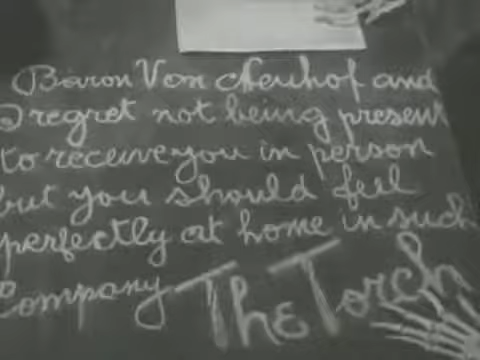 Baron Von Neuhof and
I regret not being present
to receive you in person
but you should feel
perfectly at home in such
Company The Torch